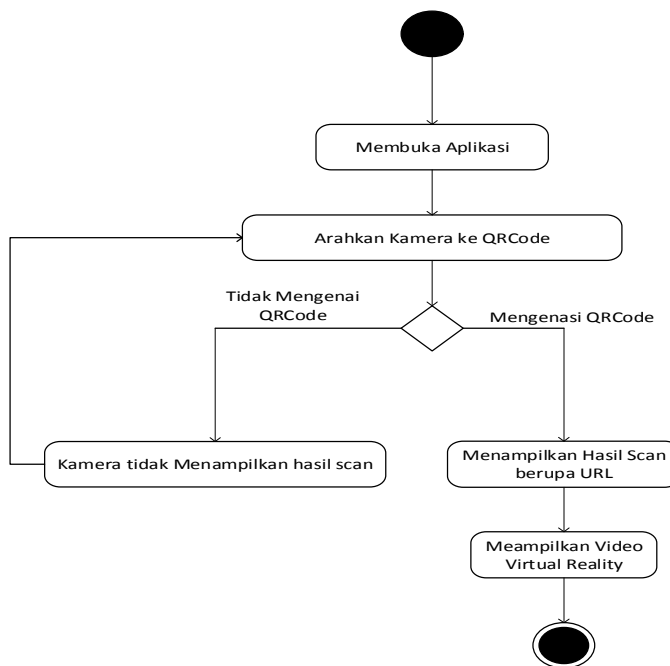 Membuka Aplikasi
Arahkan Kamera ke QRCode
Tidak Mengenai
QRCode
Mengenasi QRCode
Kamera tidak Menampilkan hasil scan
Menampilkan Hasil Scan
berupa URL
Meampilkan Video
Virtual Reality